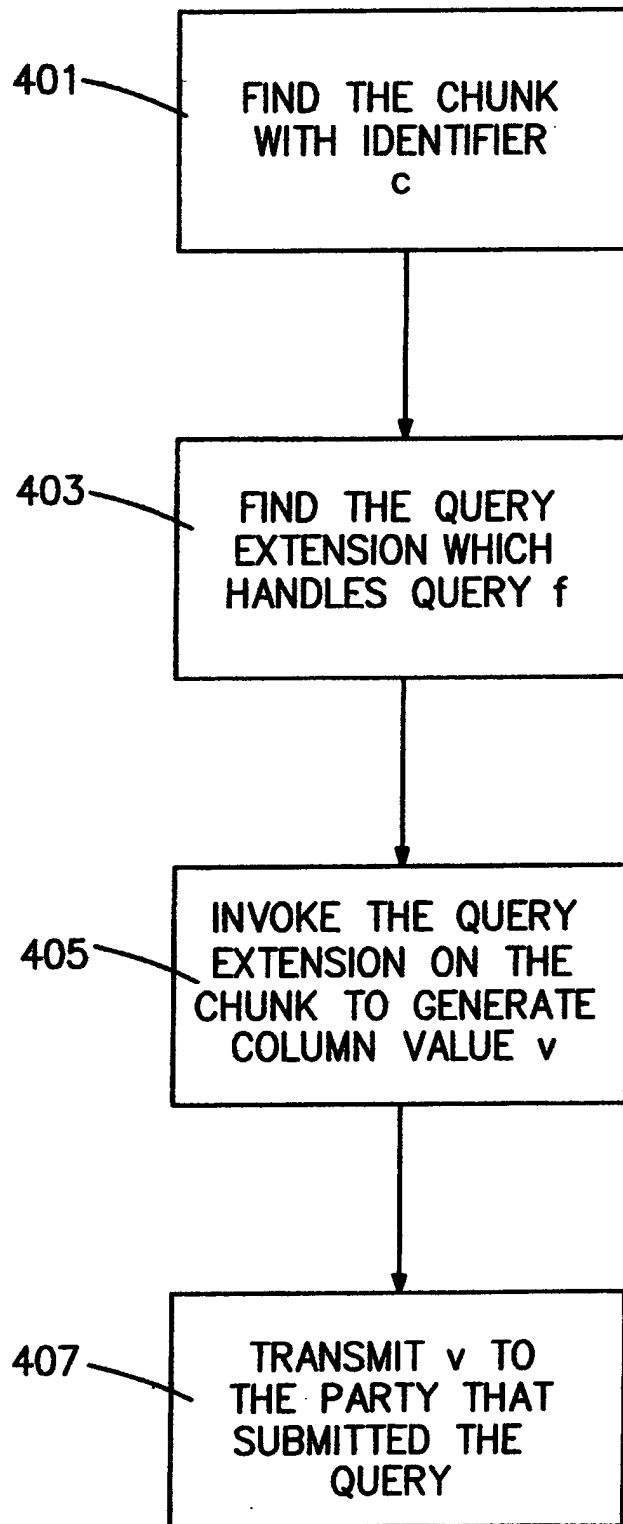 401
FIND THE CHUNK
WITH IDENTIFIER
c
403
FIND THE QUERY
EXTENSION WHICH
HANDLES QUERY f
405
INVOKE THE QUERY
EXTENSION ON THE
CHUNK TO GENERATE
COLUMN VALUE v
407
TRANSMIT v TO
THE PARTY THAT
SUBMITTED THE
QUERY